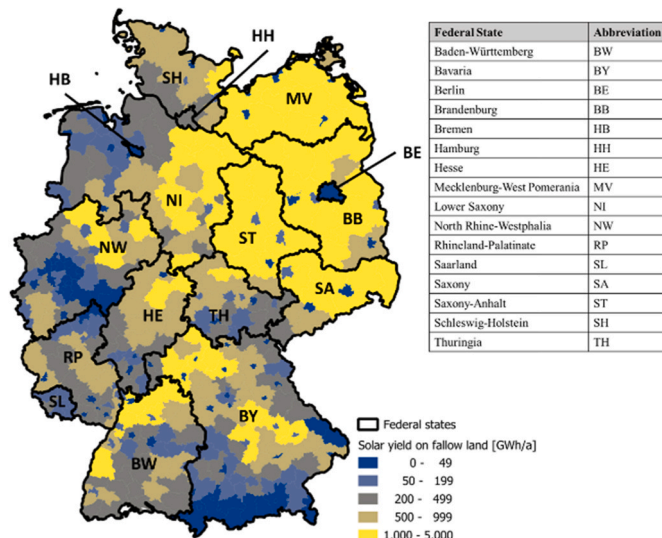 HH
HB
SH
MV
BE
NI
BB
NW
ST
SA
HE
TH
RP
SL
BY
BW
Federal State Abbreviation
Baden-Württemberg BW
Bavaria BY
Berlin BE
Brandenburg BB
Bremen HB
Hamburg HH
Hesse HE
Mecklenburg-West Pomerania MV
Lower Saxony NI
North Rhine-Westphalia NW
Rhineland-Palatinate RP
Saarland SL
Saxony SA
Saxony-Anhalt ST
Schleswig-Holstein SH
Thuringia TH
Federal states
Solar yield on fallow land [GWh/a]
0 - 49
50 - 199
200 - 499
500 - 999
1,000 - 5,000